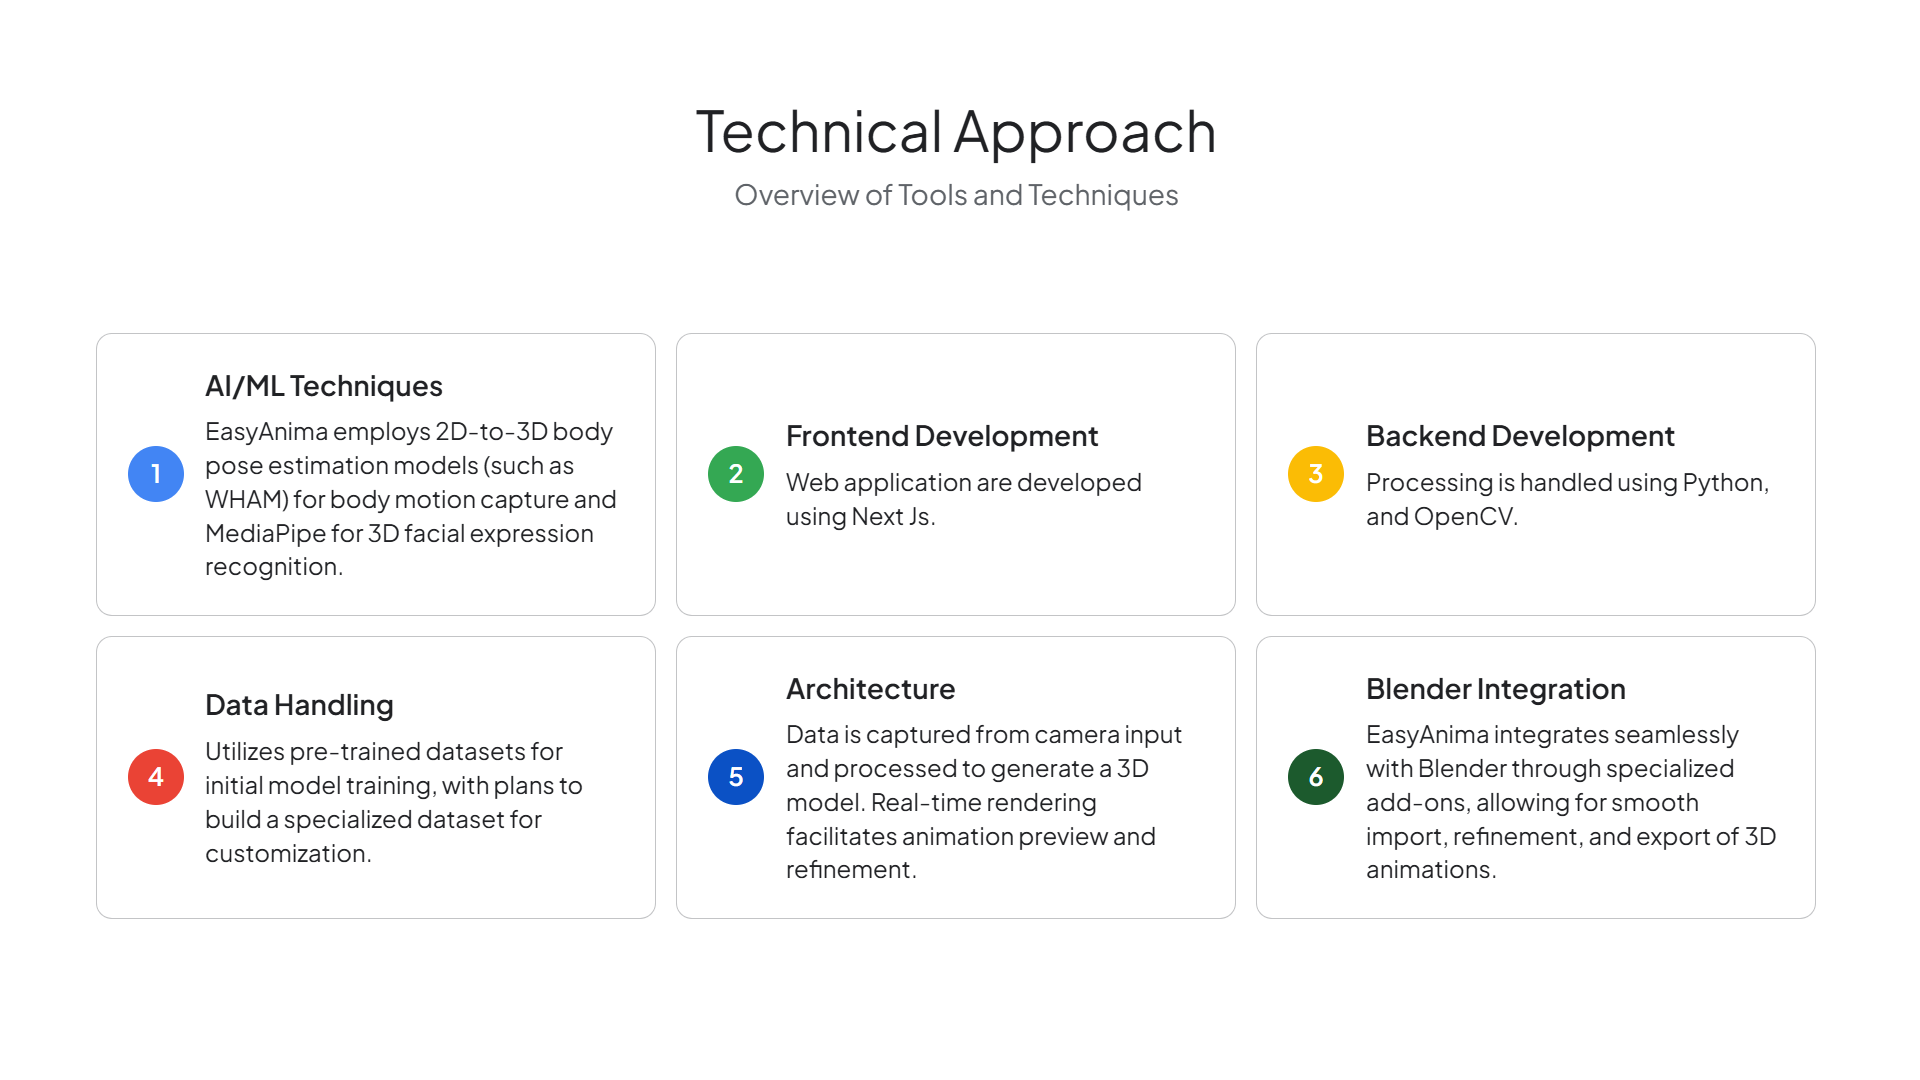 Technical Approach
Overview of Tools and Techniques
1
AI/ML Techniques
EasyAnima employs 2D-to-3D body
pose estimation models (such as
WHAM) for body motion capture and
MediaPipe for 3D facial expression
recognition.
2
Frontend Development
Web application are developed
using Next Js.
3
Backend Development
Processing is handled using Python,
and OpenCV.
4
Data Handling
Utilizes pre-trained datasets for
initial model training, with plans to
build a specialized dataset for
customization.
5
Architecture
Data is captured from camera input
and processed to generate a 3D
model. Real-time rendering
facilitates animation preview and
refinement.
6
Blender Integration
EasyAnima integrates seamlessly
with Blender through specialized
add-ons, allowing for smooth
import, refinement, and export of 3D
animations.